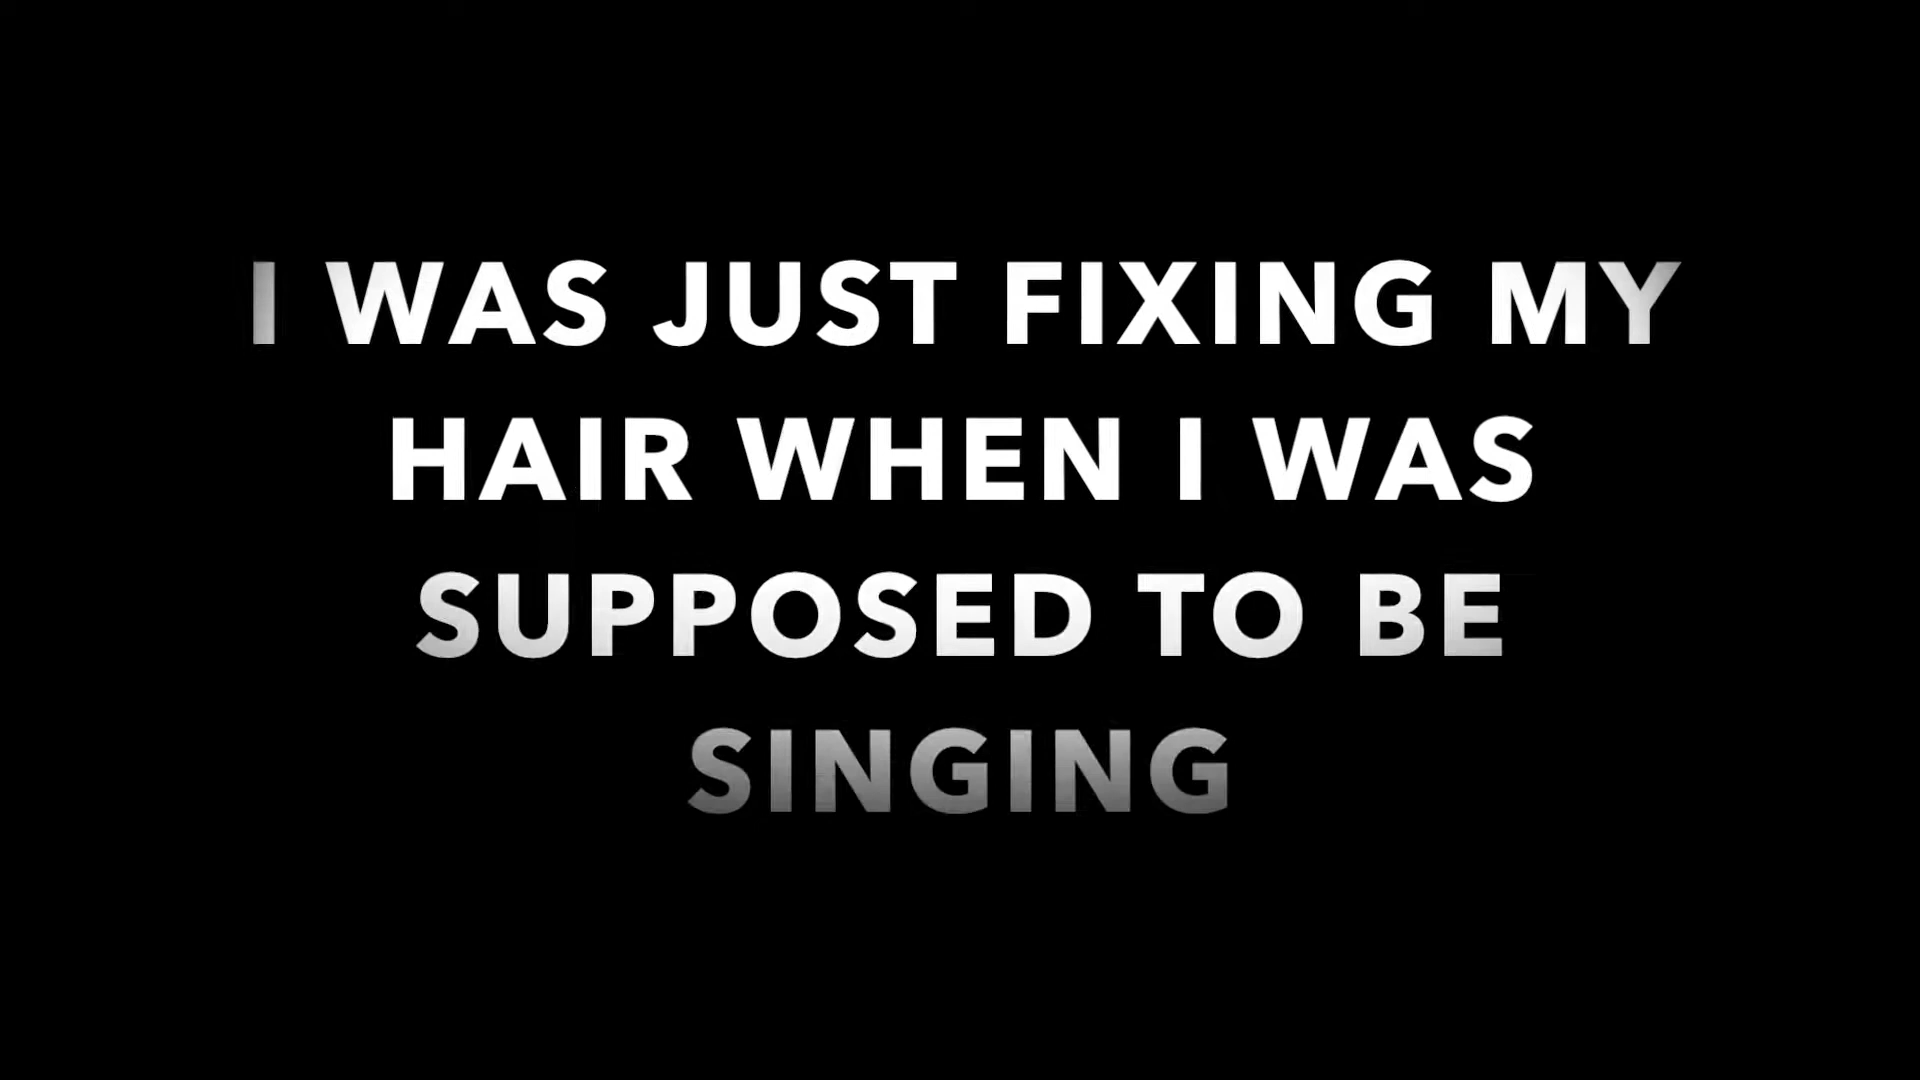 I WAS JUST FIXING MY
HAIR WHEN I WAS
SUPPOSED TO BE
SINGING